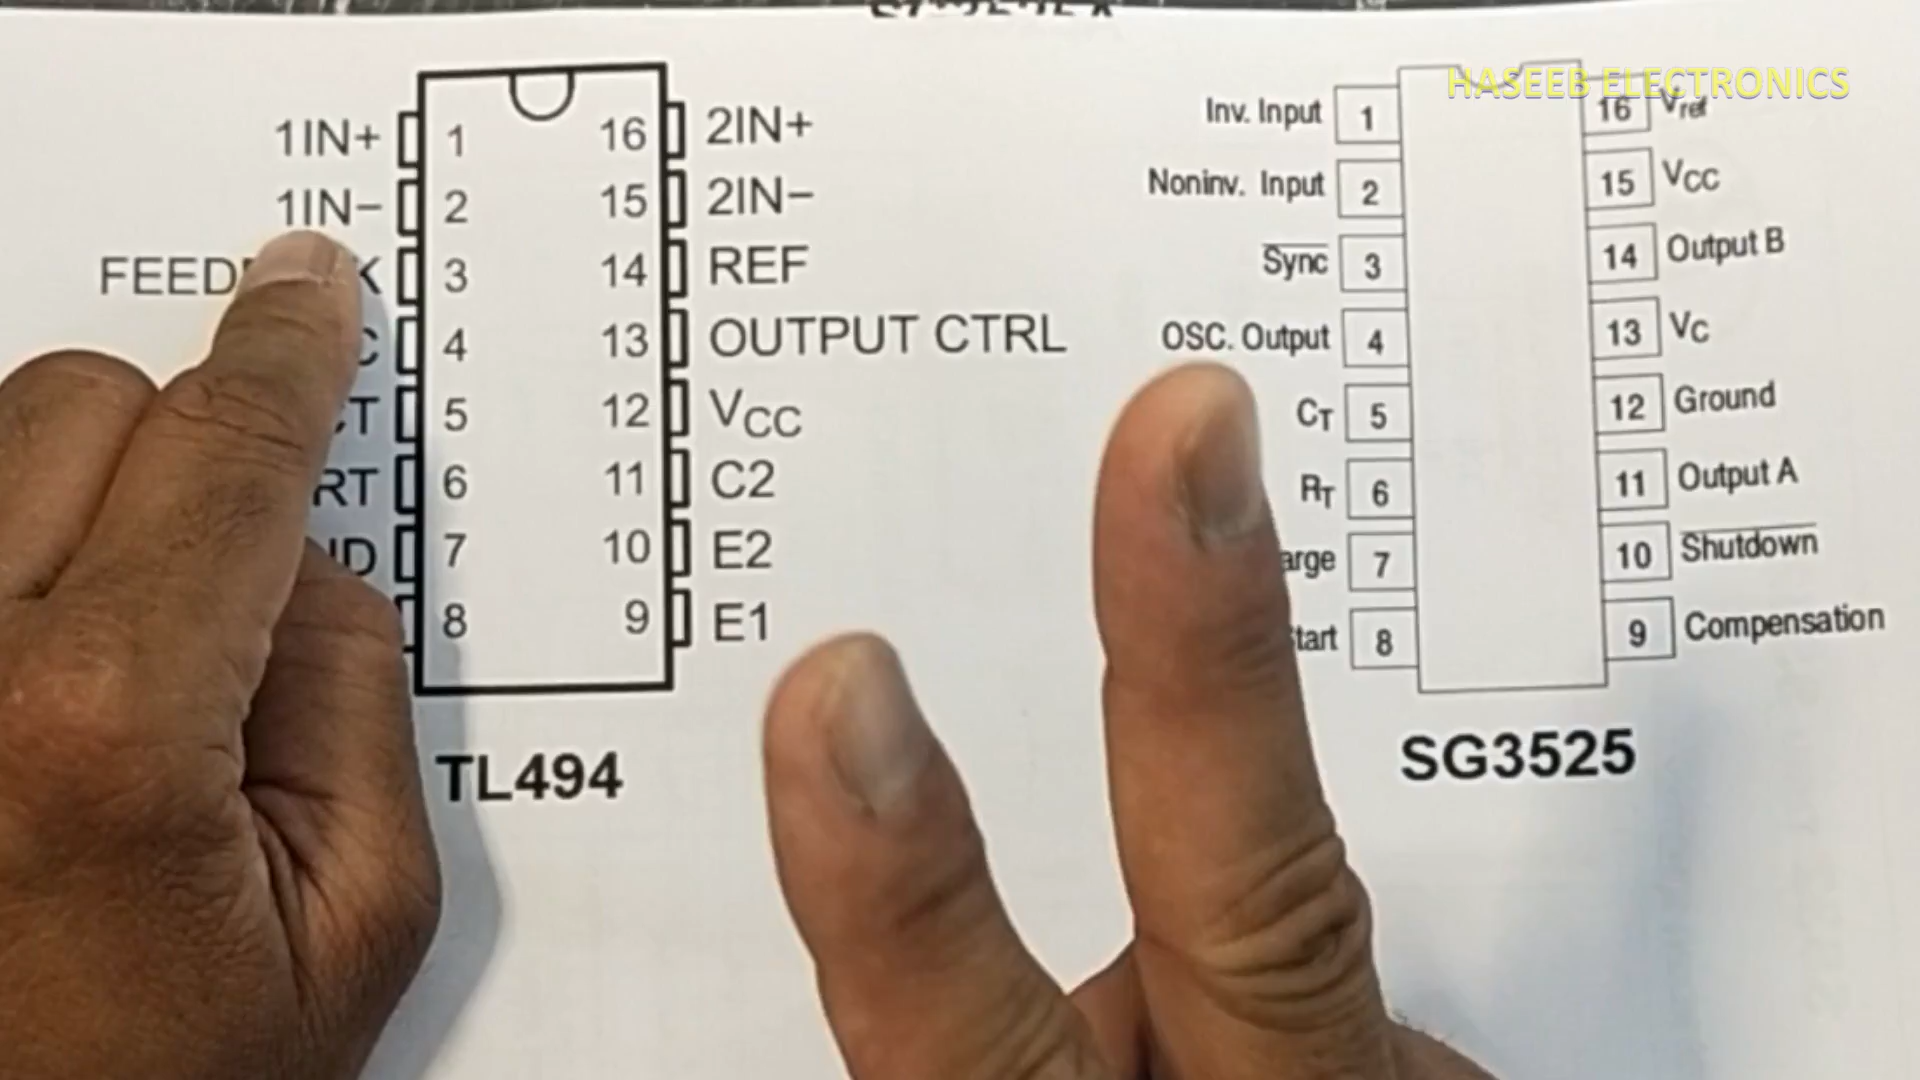 HASEEB ELECTRONICS
1IN+ 1 16 2IN+
1IN− 2 15 2IN−
3 14 REF
4 13 OUTPUT CTRL
5 12 VCC
RT 6 11 C2
7 10 E2
8 9 E1
TL494
Inv. Input 1 16 Vref
Noninv. Input 2 15 VCC
Sync 3 14 Output B
OSC. Output 4 13 VC
CT 5 12 Ground
RT 6 11 Output A
7 10 Shutdown
8 9 Compensation
SG3525